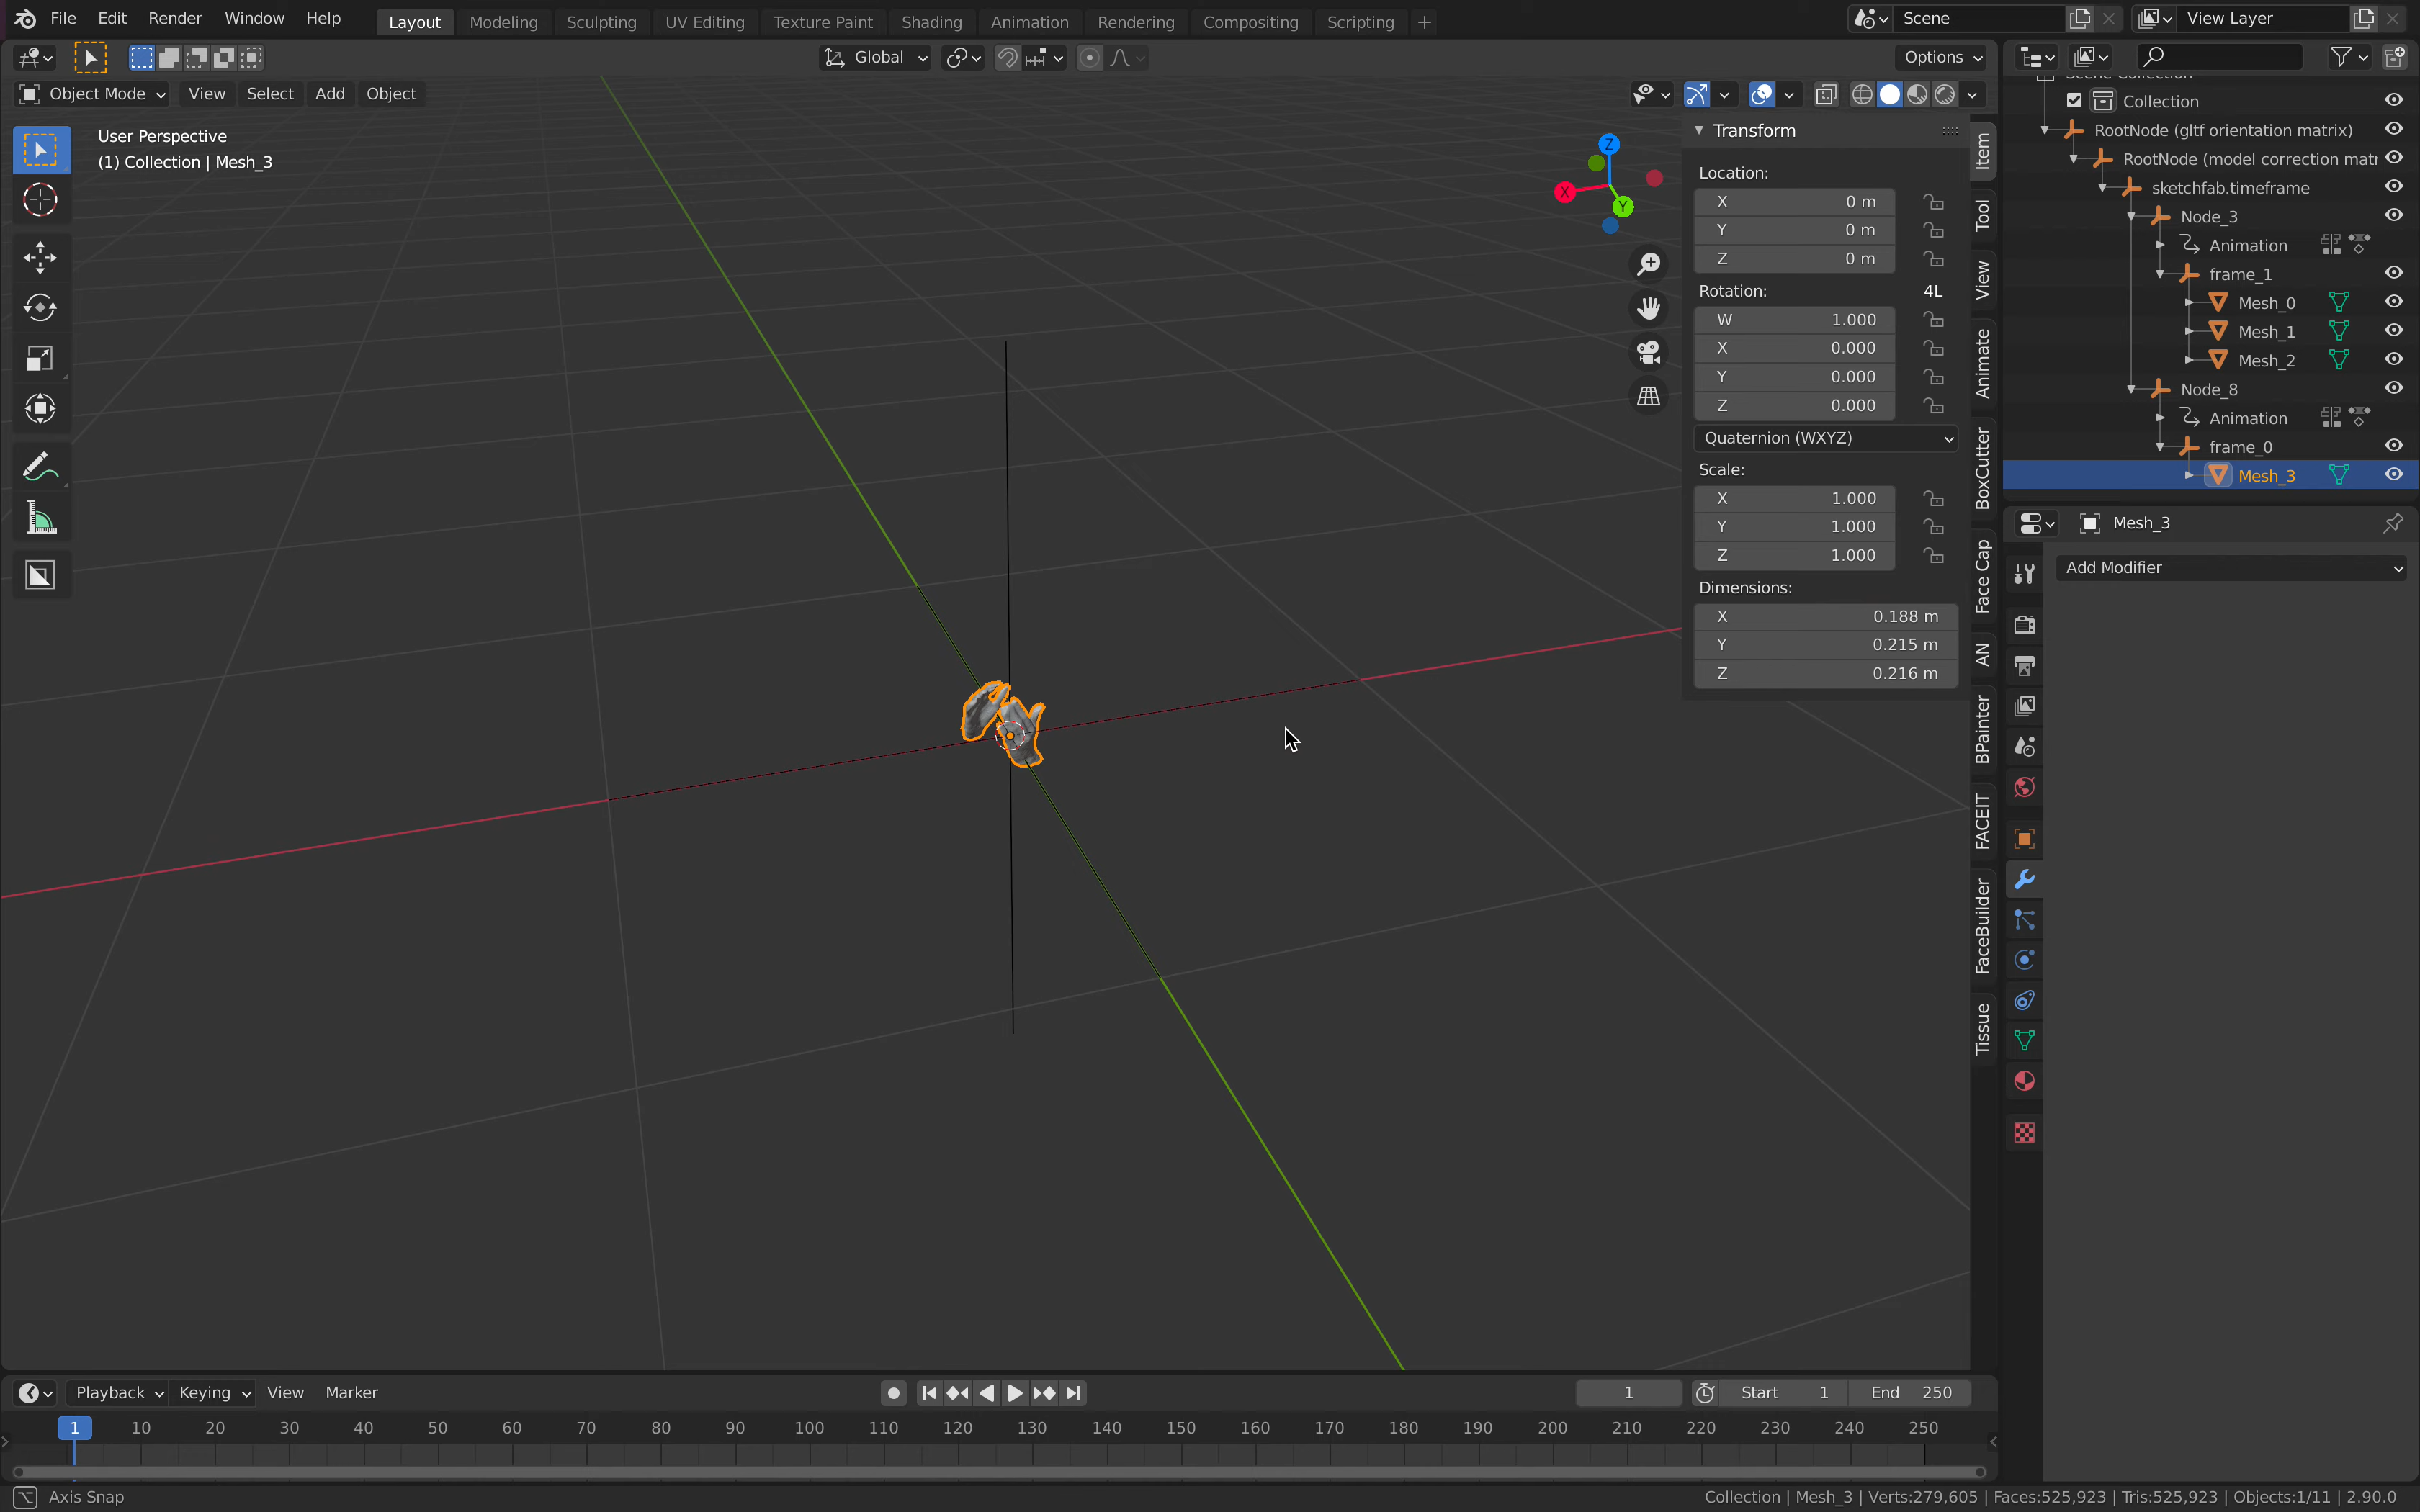 File Edit Render Window Help Layout Modeling Sculpting UV Editing Texture Paint Shading Animation Rendering Compositing Scripting + Scene View Layer
Global Options
Object Mode View Select Add Object
User Perspective
(1) Collection | Mesh_3
Z
X
Y
Transform
Location:
X 0 m
Y 0 m
Z 0 m
Rotation: 4L
W 1.000
X 0.000
Y 0.000
Z 0.000
Quaternion (WXYZ)
Scale:
X 1.000
Y 1.000
Z 1.000
Dimensions:
X 0.188 m
Y 0.215 m
Z 0.216 m
Item
Tool
View
Animate
BoxCutter
Face Cap
AN
BPainter
FACEIT
FaceBuilder
Tissue
Scene Collection
Collection
RootNode (gltf orientation matrix)
RootNode (model correction matr
sketchfab.timeframe
Node_3
Animation
frame_1
Mesh_0
Mesh_1
Mesh_2
Node_8
Animation
frame_0
Mesh_3
Mesh_3
Add Modifier
Playback Keying View Marker 1 Start 1 End 250
1 10 20 30 40 50 60 70 80 90 100 110 120 130 140 150 160 170 180 190 200 210 220 230 240 250
Axis Snap Collection | Mesh_3 | Verts:279,605 | Faces:525,923 | Tris:525,923 | Objects:1/11 | 2.90.0